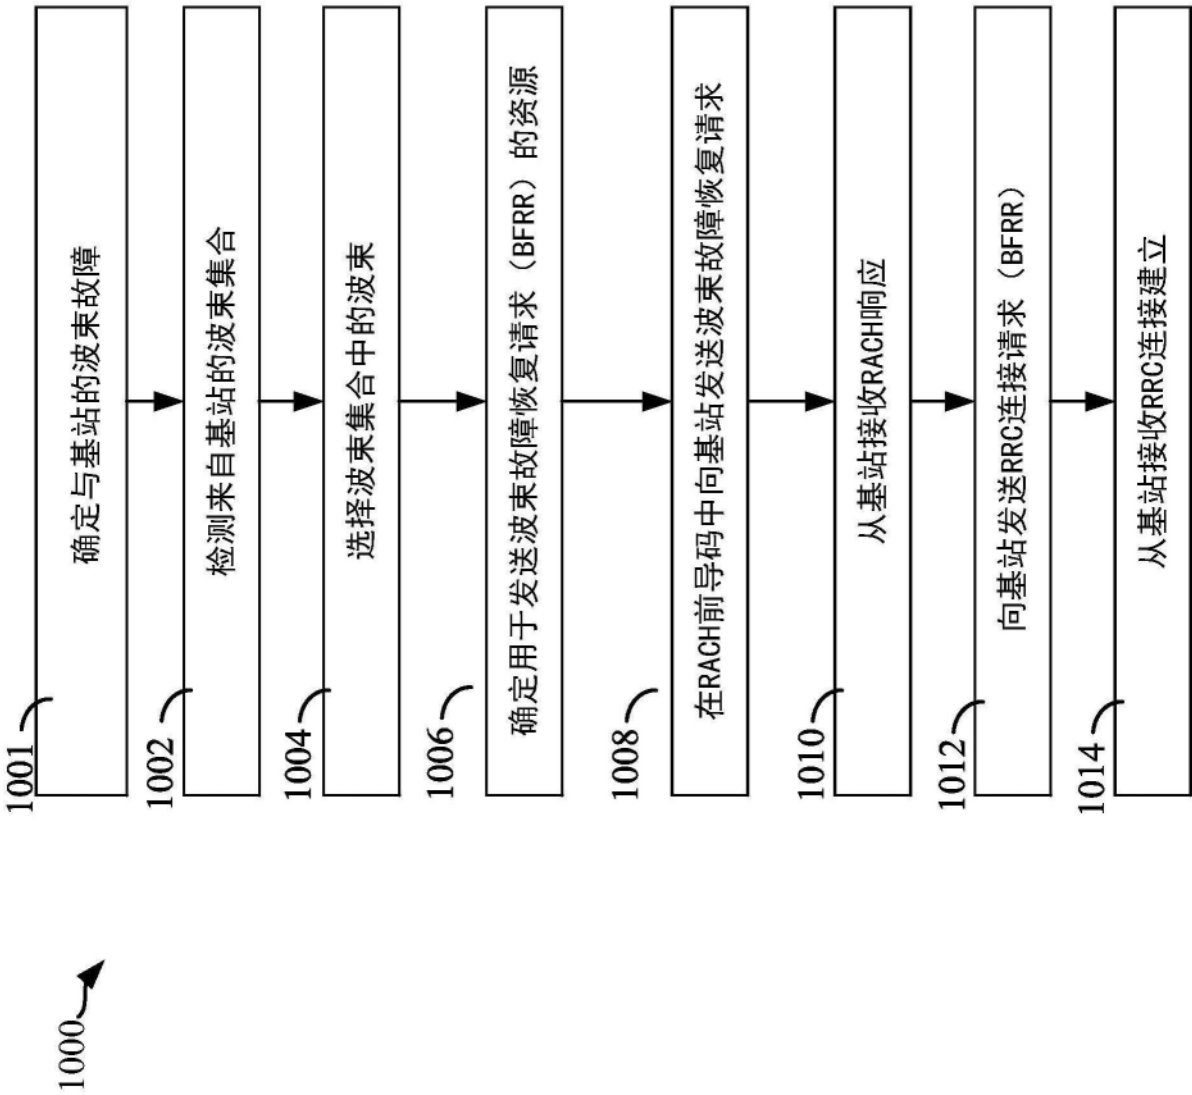 1000
1001
确定与基站的波束故障
1002
检测来自基站的波束集合
1004
选择波束集合中的波束
1006
确定用于发送波束故障恢复请求（BFRR）的资源
1008
在RACH前导码中向基站发送波束故障恢复请求
1010
从基站接收RACH响应
1012
向基站发送RRC连接请求（BFRR）
1014
从基站接收RRC连接建立